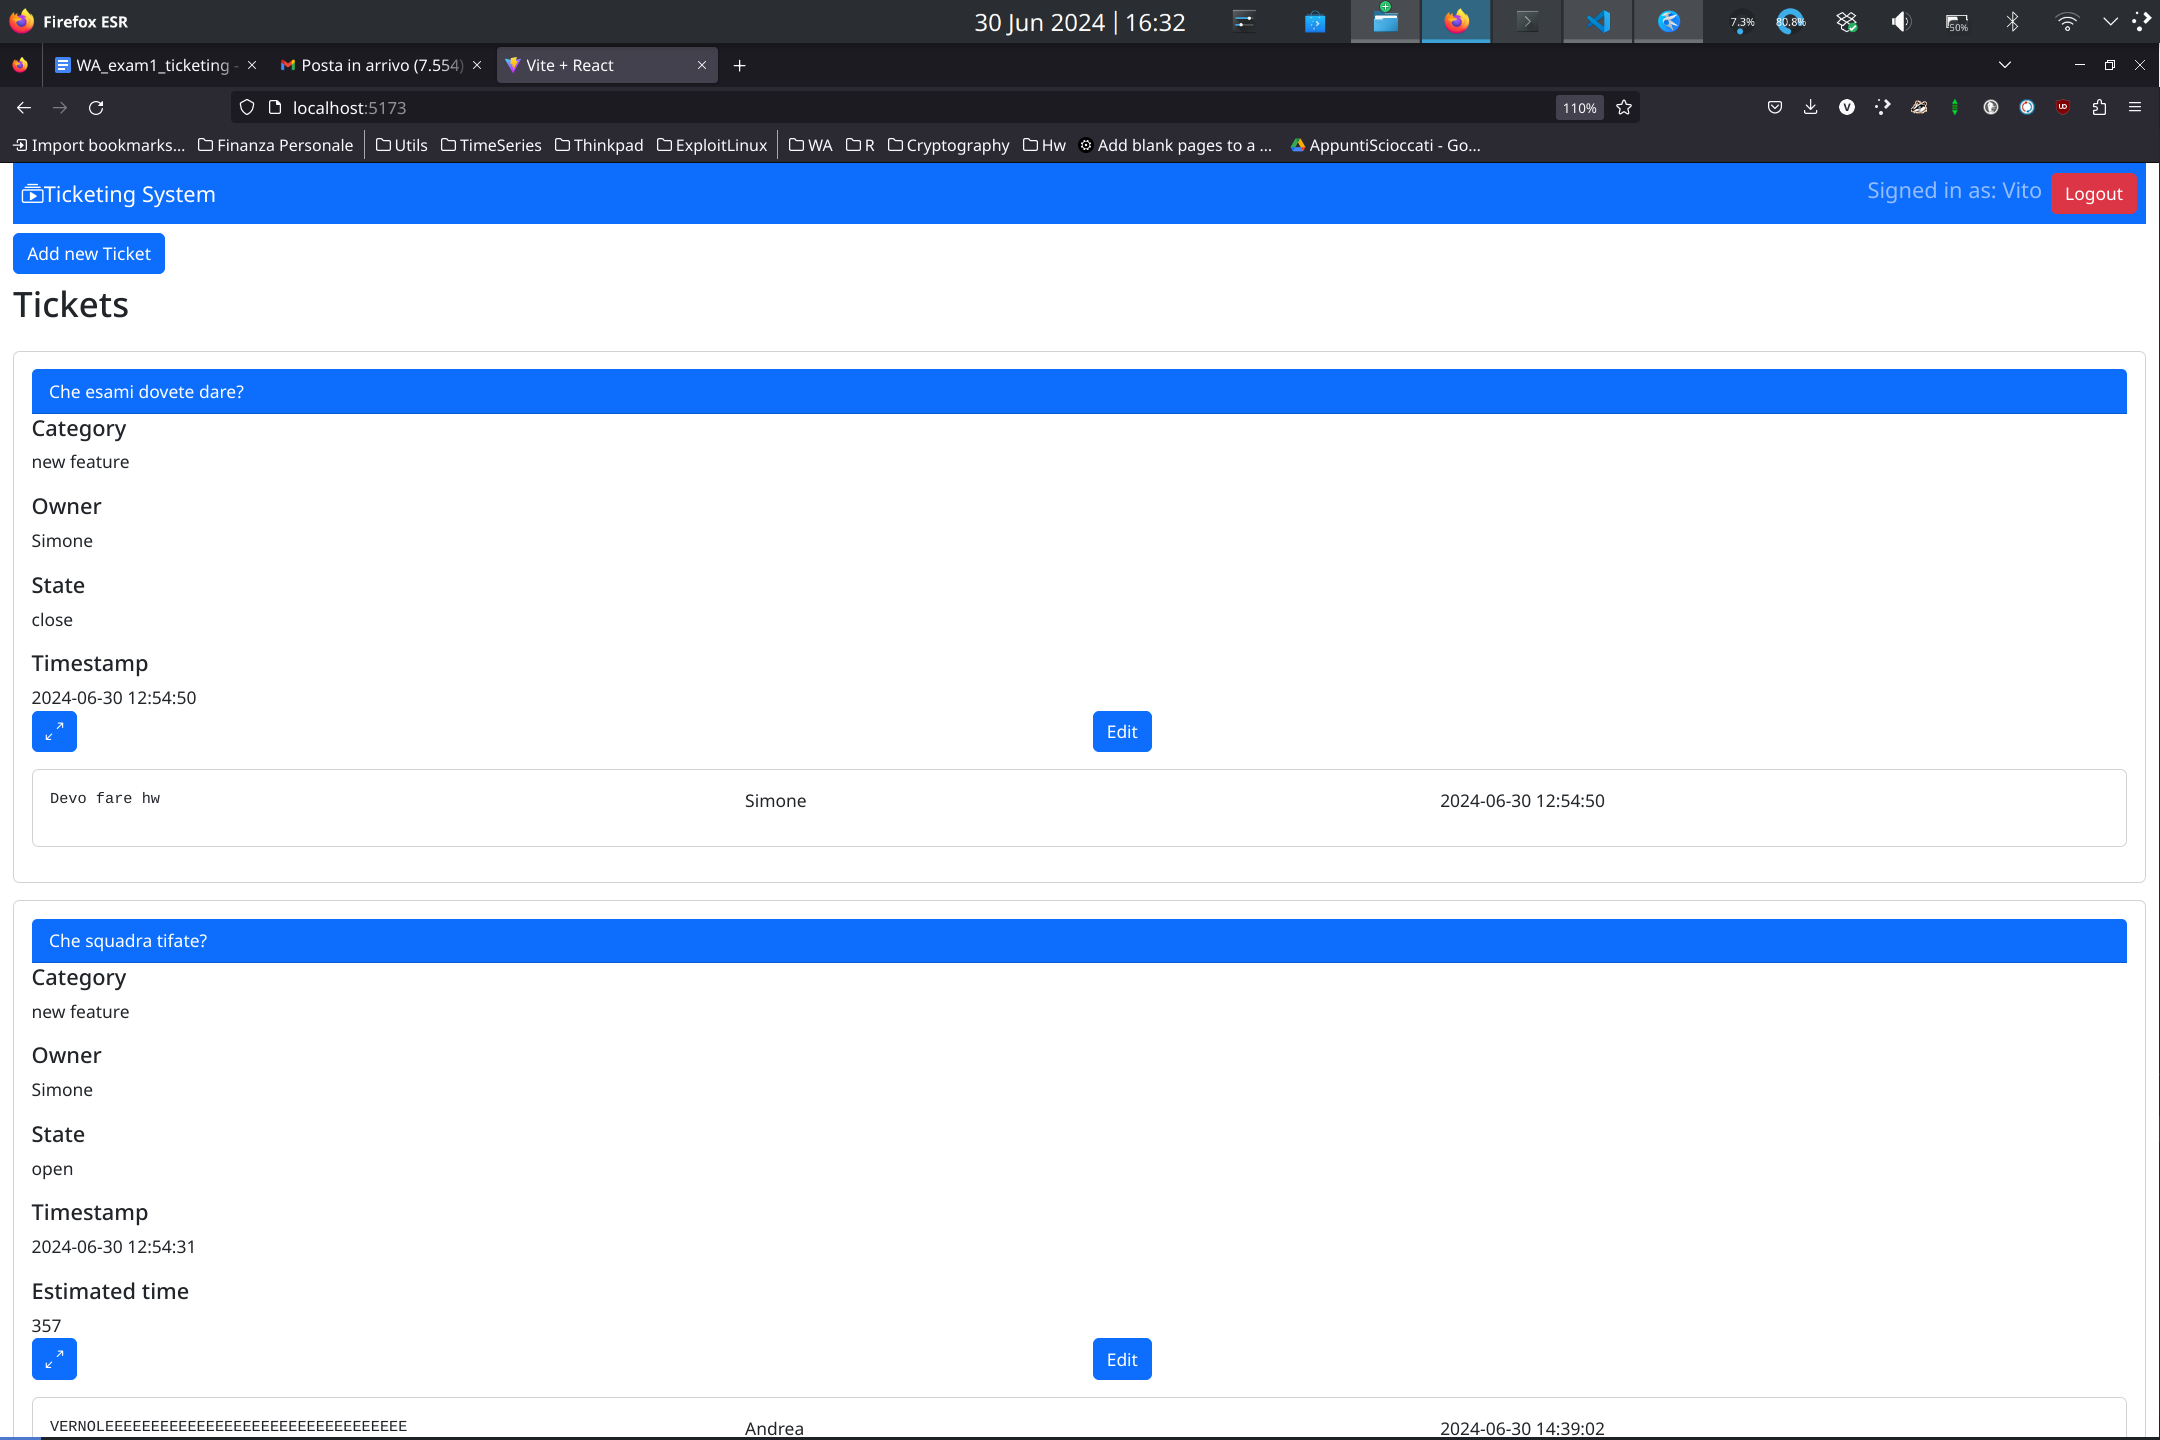 Firefox ESR
30 Jun 2024 | 16:32
7.3%
80.8%
50%
WA_exam1_ticketing -
Posta in arrivo (7.554)
Vite + React
localhost:5173
110%
Import bookmarks...
Finanza Personale
Utils
TimeSeries
Thinkpad
ExploitLinux
WA
R
Cryptography
Hw
Add blank pages to a ...
AppuntiScioccati - Go...
Ticketing System
Signed in as: Vito
Logout
Add new Ticket
Tickets
Che esami dovete dare?
Category
new feature
Owner
Simone
State
close
Timestamp
2024-06-30 12:54:50
Edit
Devo fare hw
Simone
2024-06-30 12:54:50
Che squadra tifate?
Category
new feature
Owner
Simone
State
open
Timestamp
2024-06-30 12:54:31
Estimated time
357
Edit
VERNOLEEEEEEEEEEEEEEEEEEEEEEEEEEEEEEEEE
Andrea
2024-06-30 14:39:02